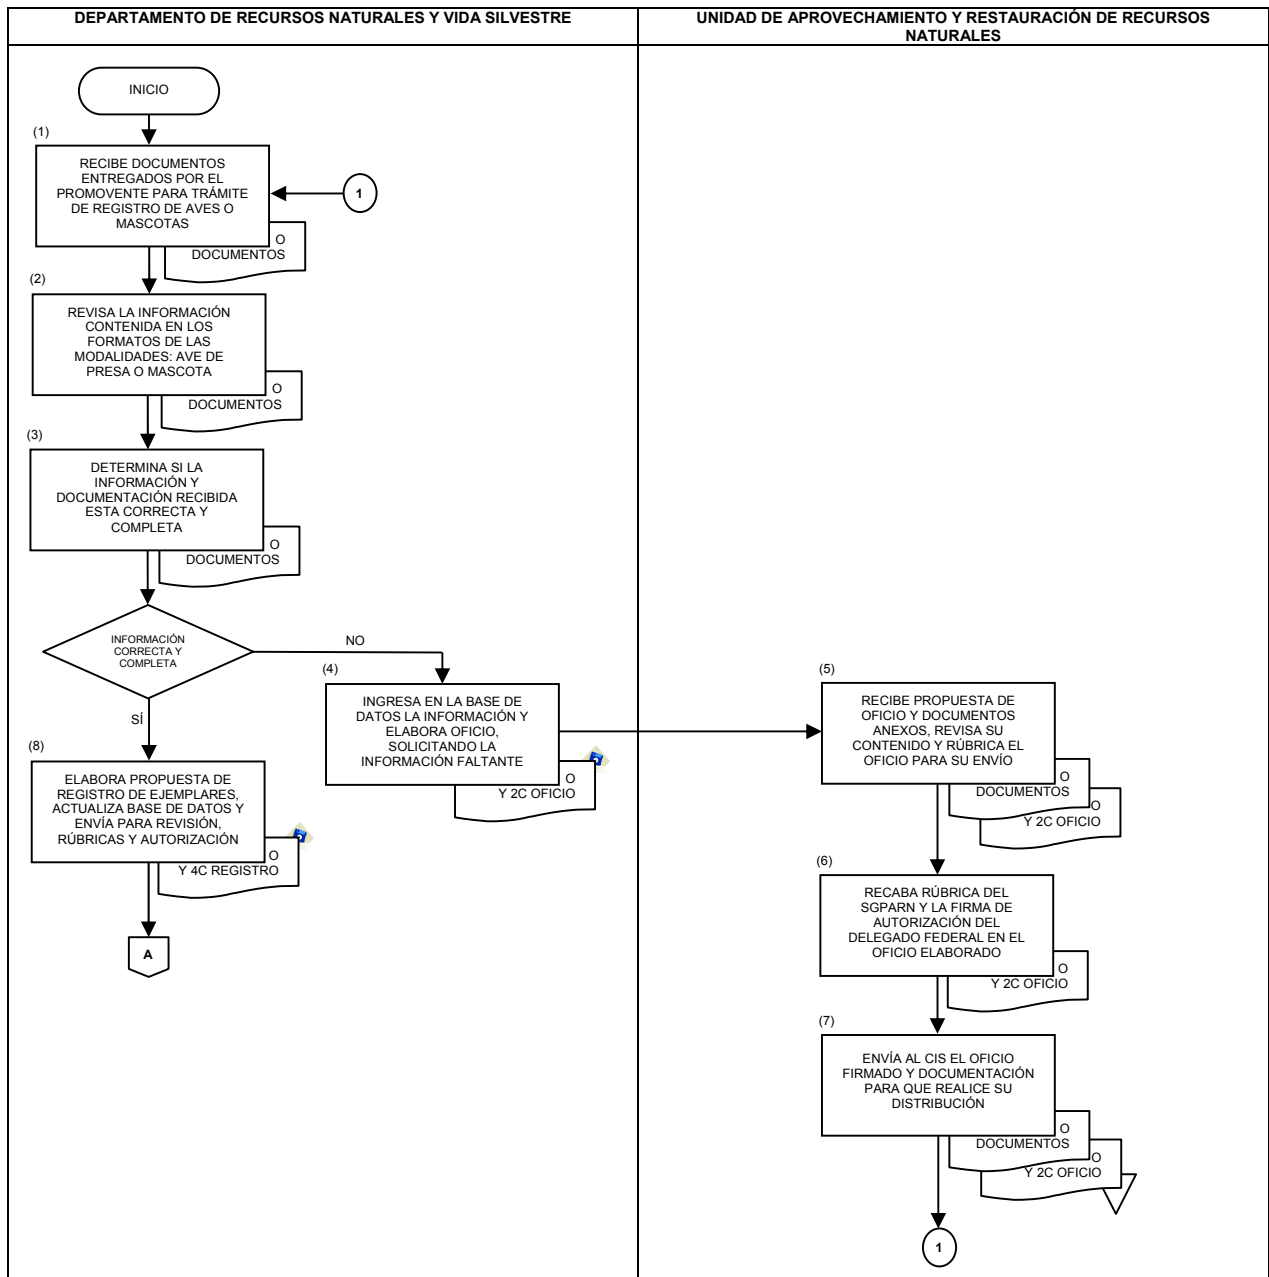 DEPARTAMENTO DE RECURSOS NATURALES Y VIDA SILVESTRE
UNIDAD DE APROVECHAMIENTO Y RESTAURACIÓN DE RECURSOS
NATURALES
INICIO
(1)
RECIBE DOCUMENTOS
ENTREGADOS POR EL
PROMOVENTE PARA TRÁMITE
DE REGISTRO DE AVES O
MASCOTAS
1
O
DOCUMENTOS
(2)
REVISA LA INFORMACIÓN
CONTENIDA EN LOS
FORMATOS DE LAS
MODALIDADES: AVE DE
PRESA O MASCOTA
O
DOCUMENTOS
(3)
DETERMINA SI LA
INFORMACIÓN Y
DOCUMENTACIÓN RECIBIDA
ESTA CORRECTA Y
COMPLETA
O
DOCUMENTOS
INFORMACIÓN
CORRECTA Y
COMPLETA
NO
SÍ
(4)
INGRESA EN LA BASE DE
DATOS LA INFORMACIÓN Y
ELABORA OFICIO,
SOLICITANDO LA
INFORMACIÓN FALTANTE
O
Y 2C OFICIO
(8)
ELABORA PROPUESTA DE
REGISTRO DE EJEMPLARES,
ACTUALIZA BASE DE DATOS Y
ENVÍA PARA REVISIÓN,
RÚBRICAS Y AUTORIZACIÓN
O
Y 4C REGISTRO
A
(5)
RECIBE PROPUESTA DE
OFICIO Y DOCUMENTOS
ANEXOS, REVISA SU
CONTENIDO Y RÚBRICA EL
OFICIO PARA SU ENVÍO
O
DOCUMENTOS
O
Y 2C OFICIO
(6)
RECABA RÚBRICA DEL
SGPARN Y LA FIRMA DE
AUTORIZACIÓN DEL
DELEGADO FEDERAL EN EL
OFICIO ELABORADO
O
Y 2C OFICIO
(7)
ENVÍA AL CIS EL OFICIO
FIRMADO Y DOCUMENTACIÓN
PARA QUE REALICE SU
DISTRIBUCIÓN
O
DOCUMENTOS
O
Y 2C OFICIO
1